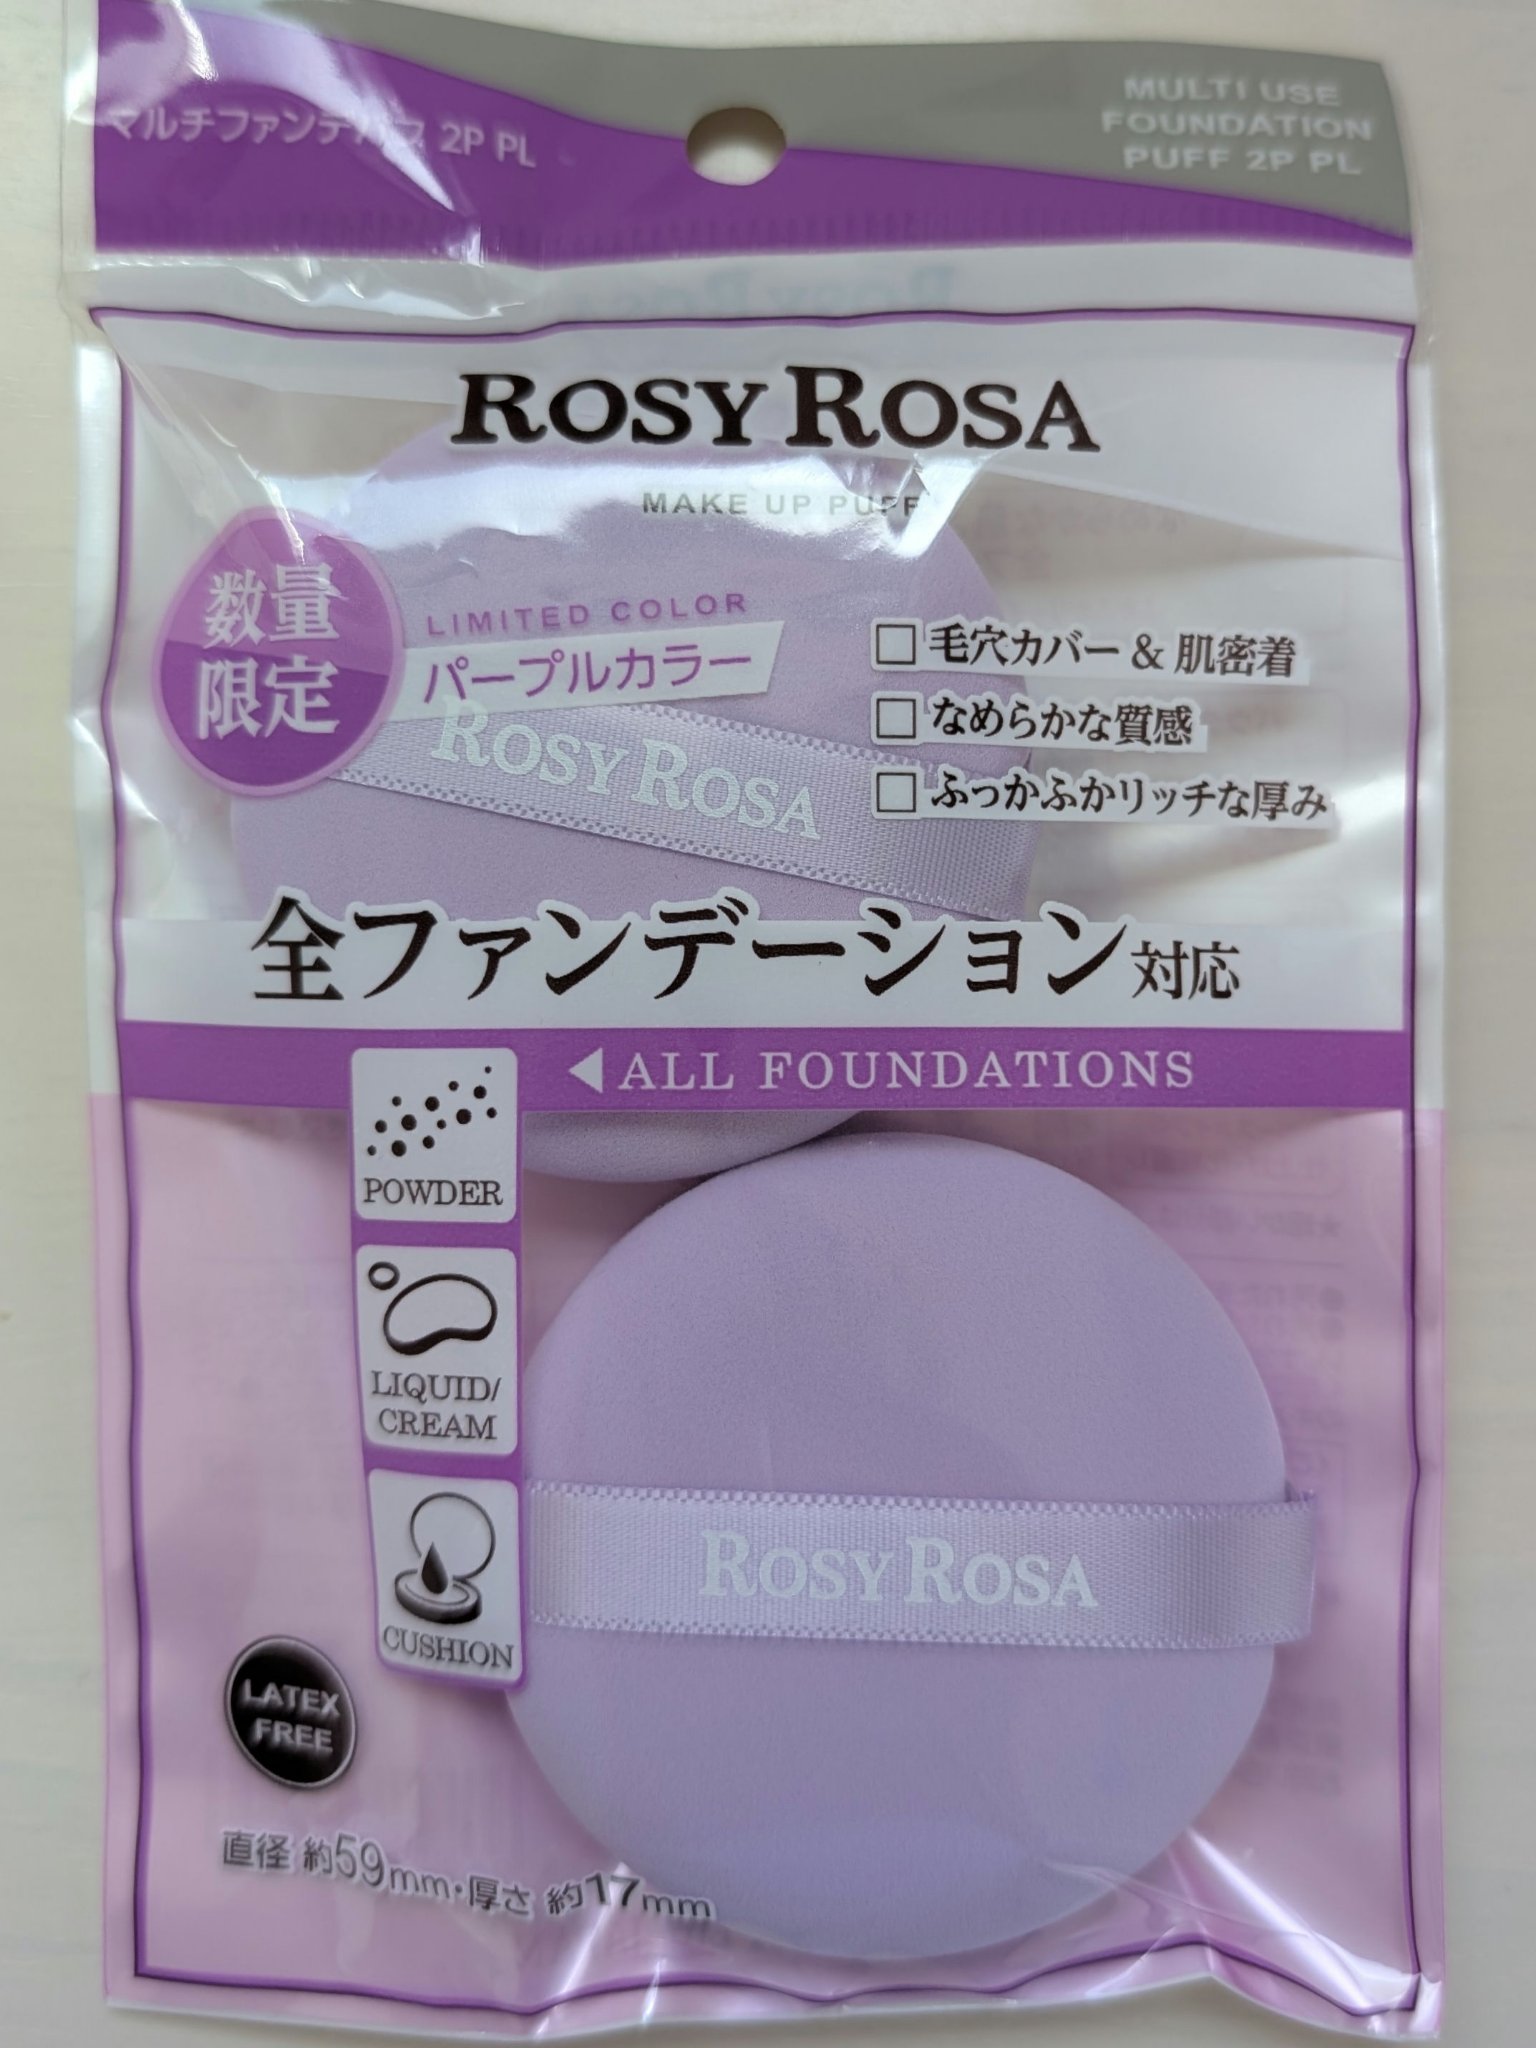 マルチファンデパフ 2P PL
MULTI USE
FOUNDATION
PUFF 2P PL
ROSY ROSA
MAKE UP PUFF
数量
限定
LIMITED COLOR
パープルカラー
□ 毛穴カバー & 肌密着
□ なめらかな質感
□ ふっかふかリッチな厚み
ROSY ROSA
全ファンデーション対応
◀ALL FOUNDATIONS
POWDER
LIQUID/
CREAM
CUSHION
ROSY ROSA
LATEX
FREE
直径 約59mm・厚さ 約17mm